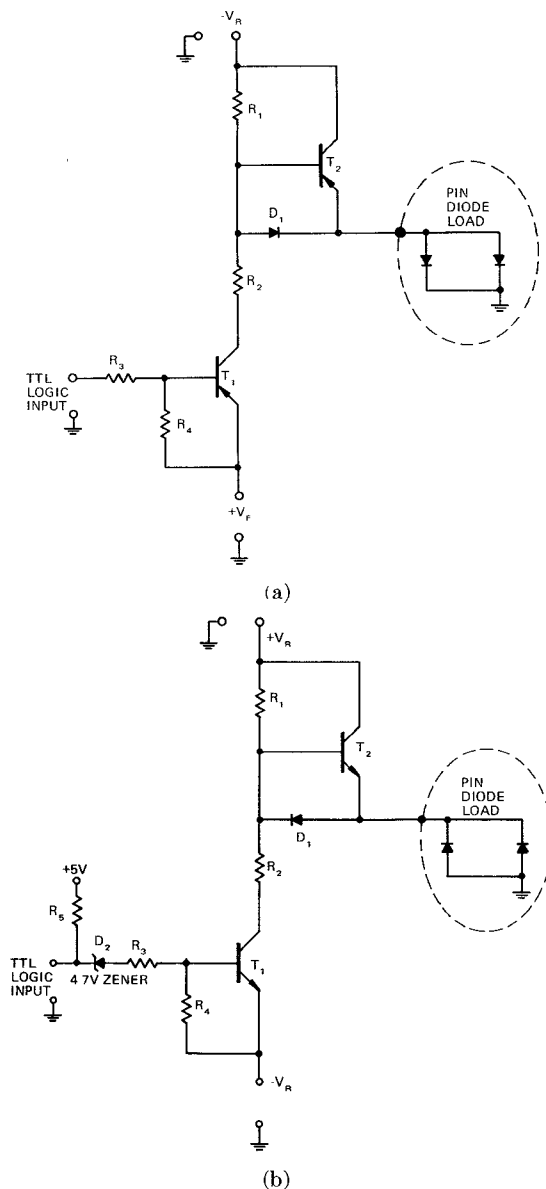 -V_R
R_1
T_2
D_1
PIN
DIODE
LOAD
R_2
R_3
T_1
TTL
LOGIC
INPUT
R_4
+V_F
(a)
+V_R
R_1
T_2
PIN
DIODE
LOAD
D_1
R_2
+5V
R_5
D_2
R_3
TTL
LOGIC
INPUT
4 7V ZENER
T_1
R_4
-V_R
(b)